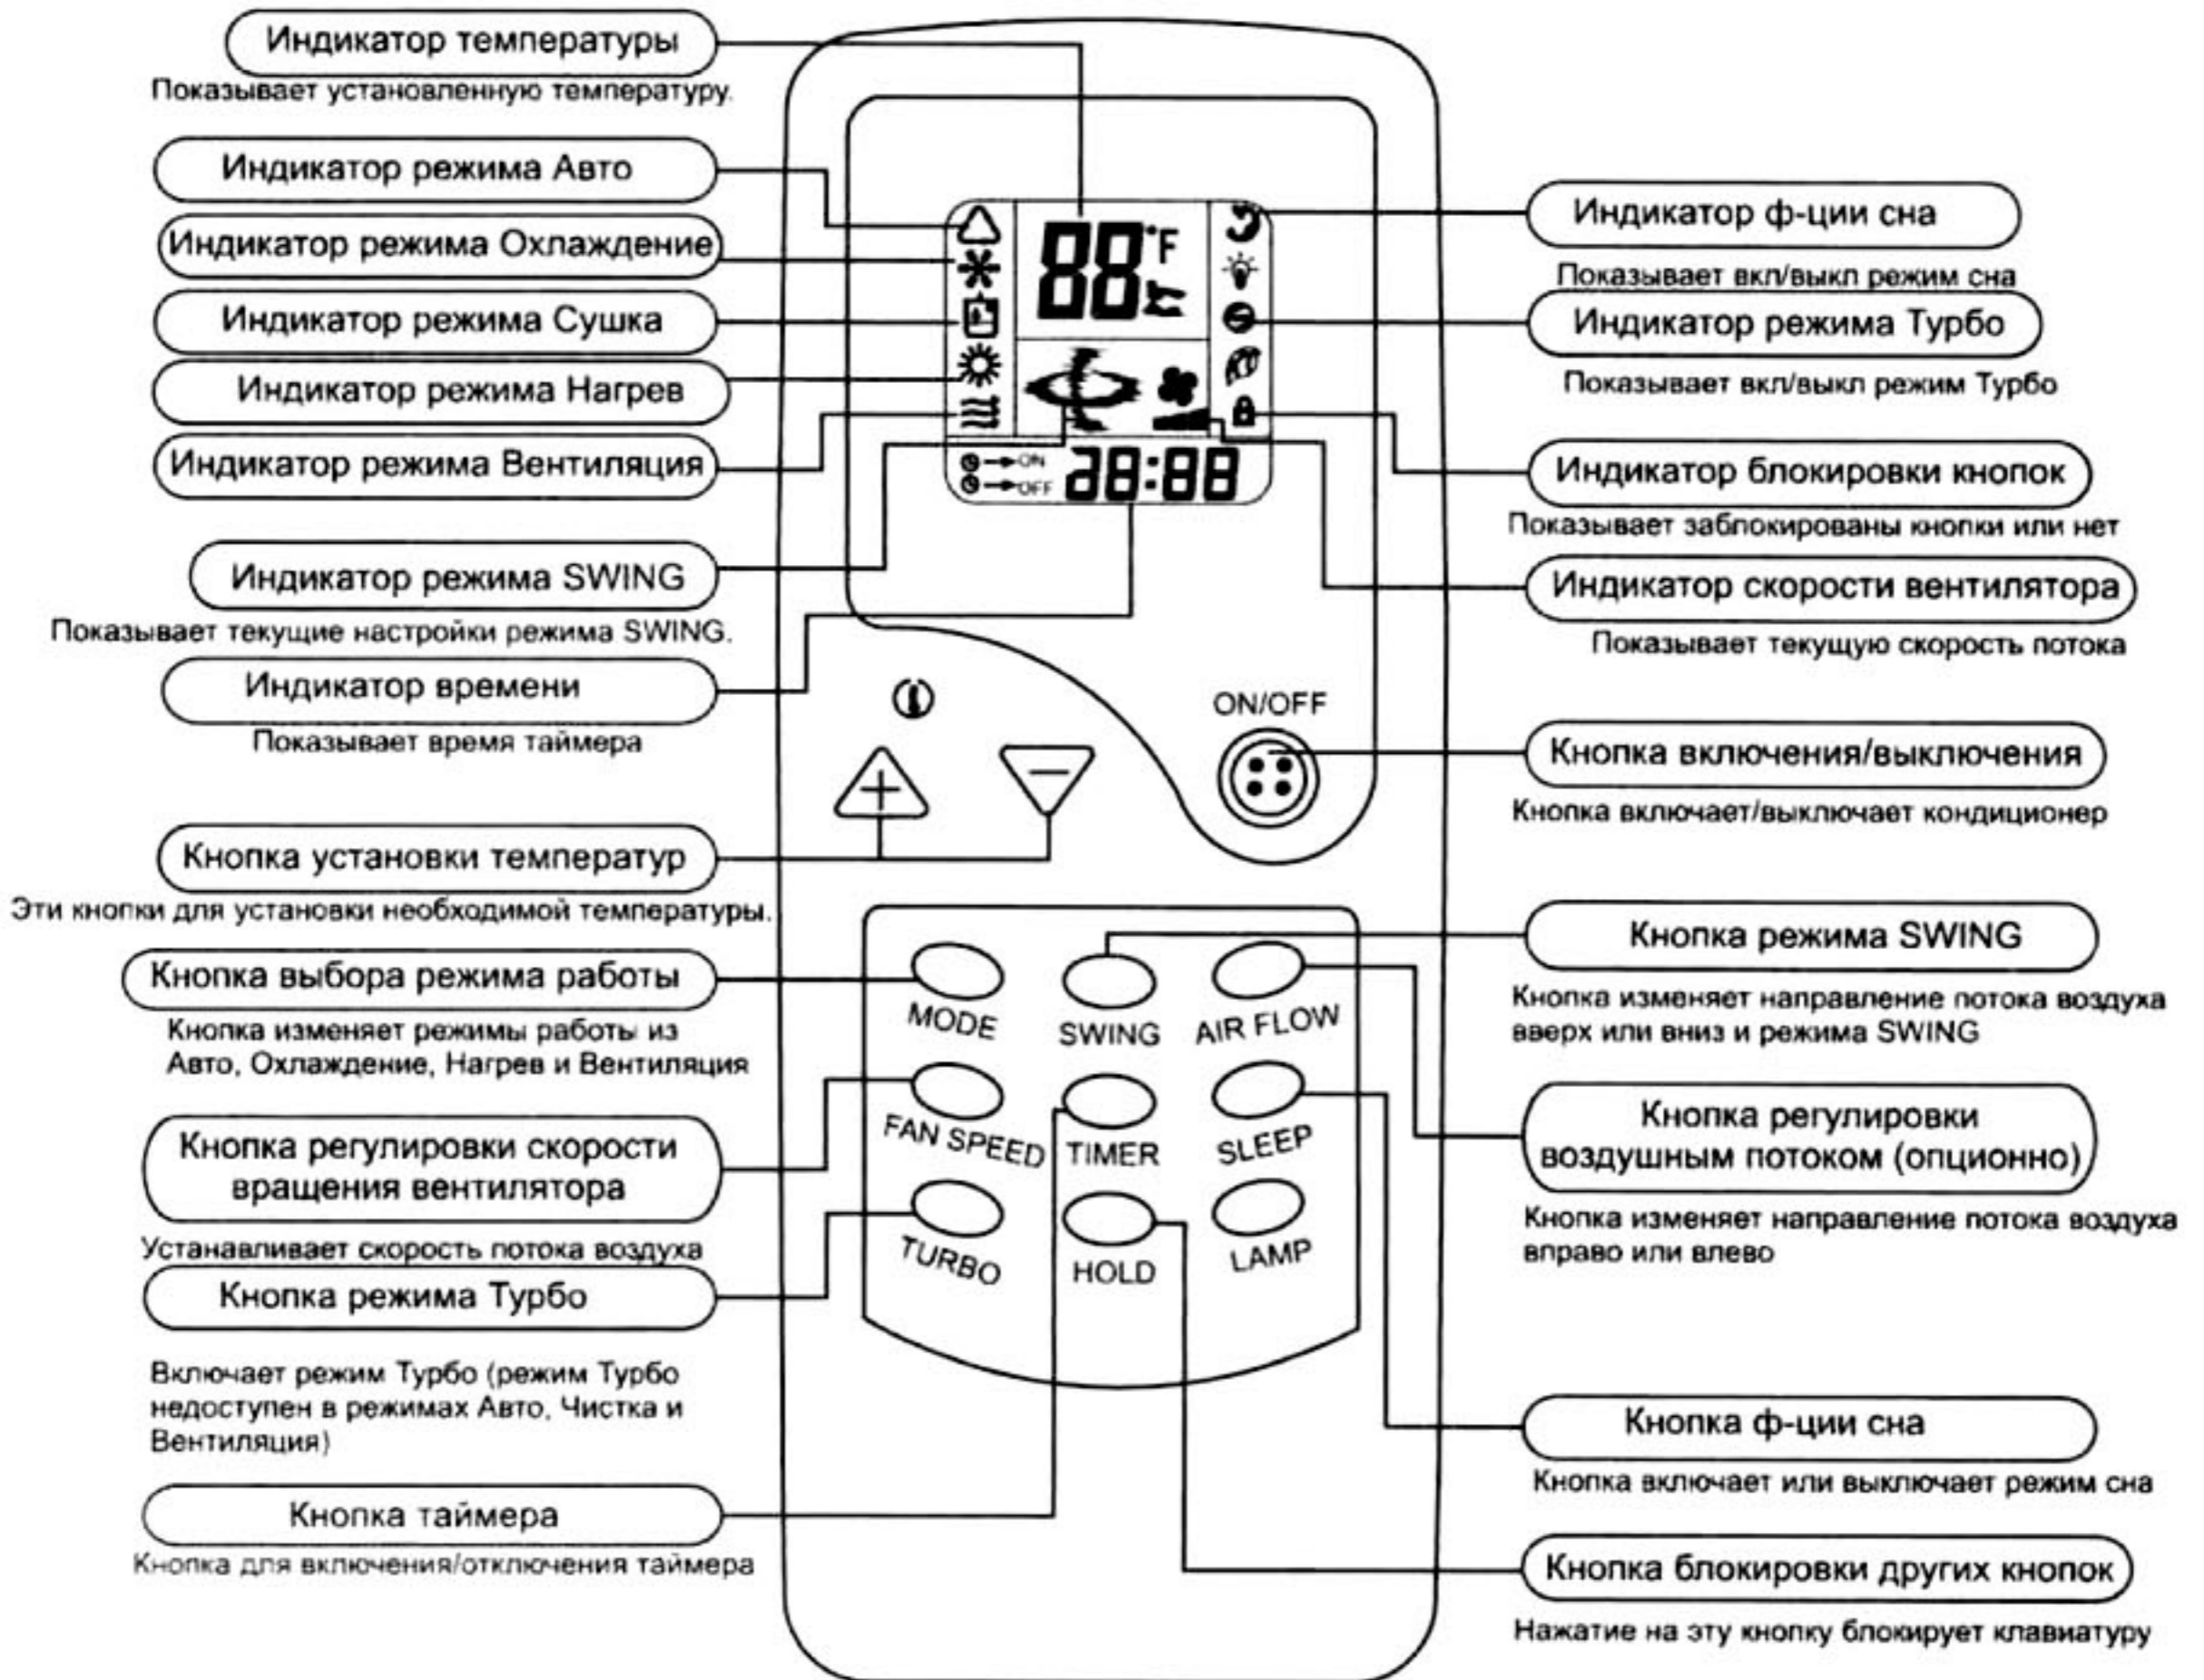 Индикатор температуры
Показывает установленную температуру.
Индикатор режима Авто
Индикатор режима Охлаждение
Индикатор режима Сушка
Индикатор режима Нагрев
Индикатор режима Вентиляция
Индикатор режима SWING
Показывает текущие настройки режима SWING.
Индикатор времени
Показывает время таймера
Кнопка установки температур
Эти кнопки для установки необходимой температуры.
Кнопка выбора режима работы
Кнопка изменяет режимы работы из
Авто, Охлаждение, Нагрев и Вентиляция
Кнопка регулировки скорости
вращения вентилятора
Устанавливает скорость потока воздуха
Кнопка режима Турбо
Включает режим Турбо (режим Турбо
недоступен в режимах Авто, Чистка и
Вентиляция)
Кнопка таймера
Кнопка для включения/отключения таймера
88 °F
ON
OFF
88:88
ON/OFF
MODE
SWING
AIR FLOW
FAN SPEED
TIMER
SLEEP
TURBO
HOLD
LAMP
Индикатор ф-ции сна
Показывает вкл/выкл режим сна
Индикатор режима Турбо
Показывает вкл/выкл режим Турбо
Индикатор блокировки кнопок
Показывает заблокированы кнопки или нет
Индикатор скорости вентилятора
Показывает текущую скорость потока
Кнопка включения/выключения
Кнопка включает/выключает кондиционер
Кнопка режима SWING
Кнопка изменяет направление потока воздуха
вверх или вниз и режима SWING
Кнопка регулировки
воздушным потоком (опционно)
Кнопка изменяет направление потока воздуха
вправо или влево
Кнопка ф-ции сна
Кнопка включает или выключает режим сна
Кнопка блокировки других кнопок
Нажатие на эту кнопку блокирует клавиатуру